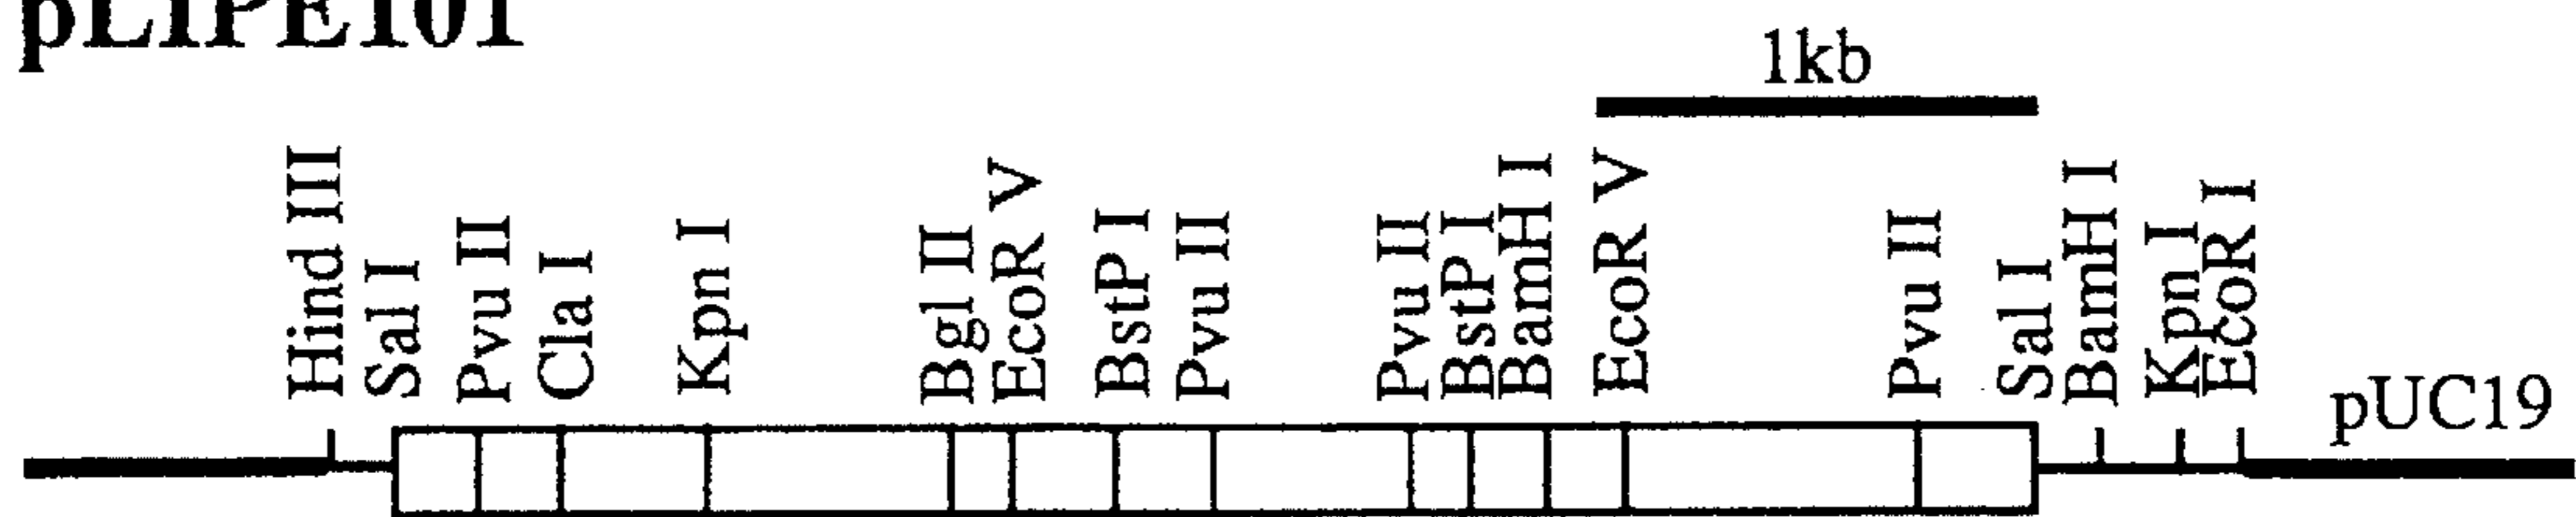 pLIPE101
1kb
Hind III
Sal I
Pvu II
Cla I
Kpn I
Bgl II
EcoR V
BstP I
Pvu II
Pvu II
BstP I
BamH I
EcoR V
Pvu II
Sal I
BamH I
Kpn I
EcoR I
pUC19